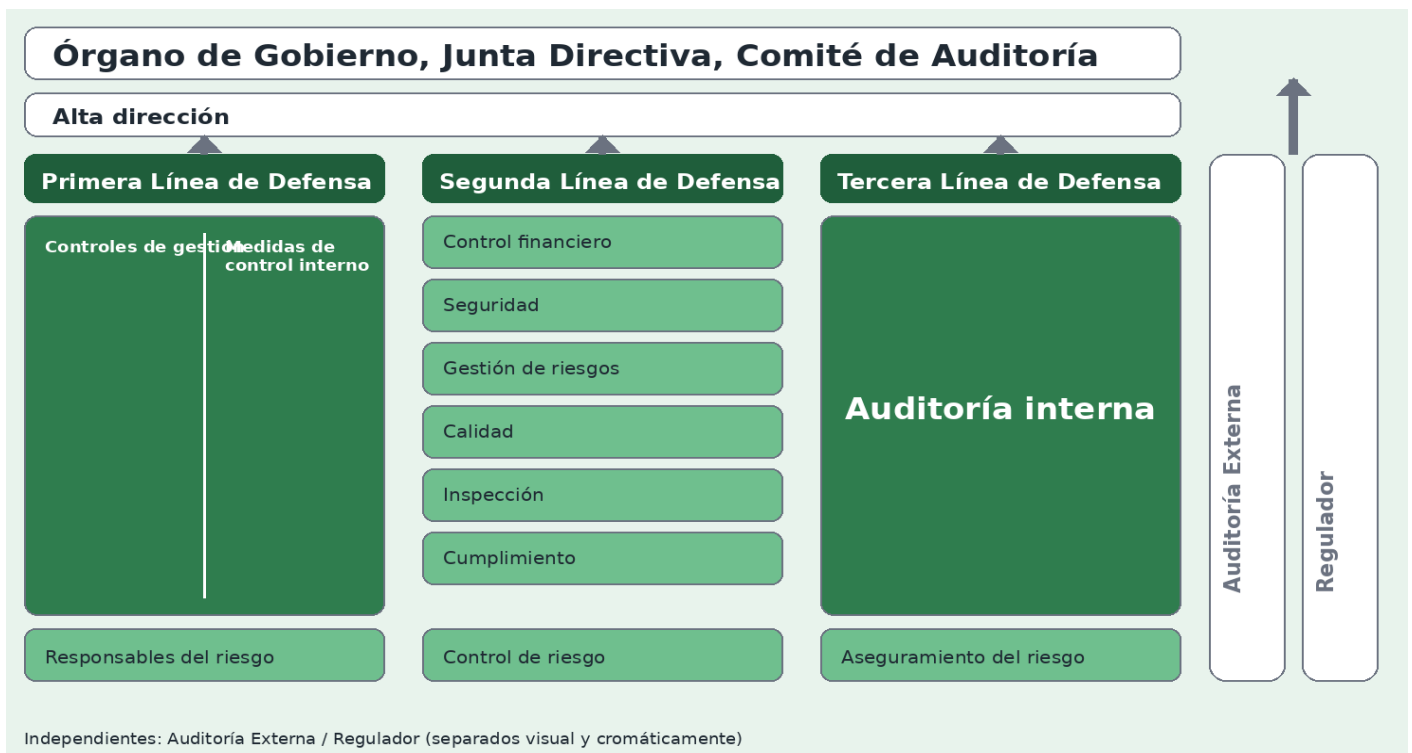 Órgano de Gobierno, Junta Directiva, Comité de Auditoría
Alta dirección
Primera Línea de Defensa
Controles de gestión
Medidas de
control interno
Responsables del riesgo
Segunda Línea de Defensa
Control financiero
Seguridad
Gestión de riesgos
Calidad
Inspección
Cumplimiento
Control de riesgo
Tercera Línea de Defensa
Auditoría interna
Aseguramiento del riesgo
Auditoría Externa
Regulador
Independientes: Auditoría Externa / Regulador (separados visual y cromáticamente)